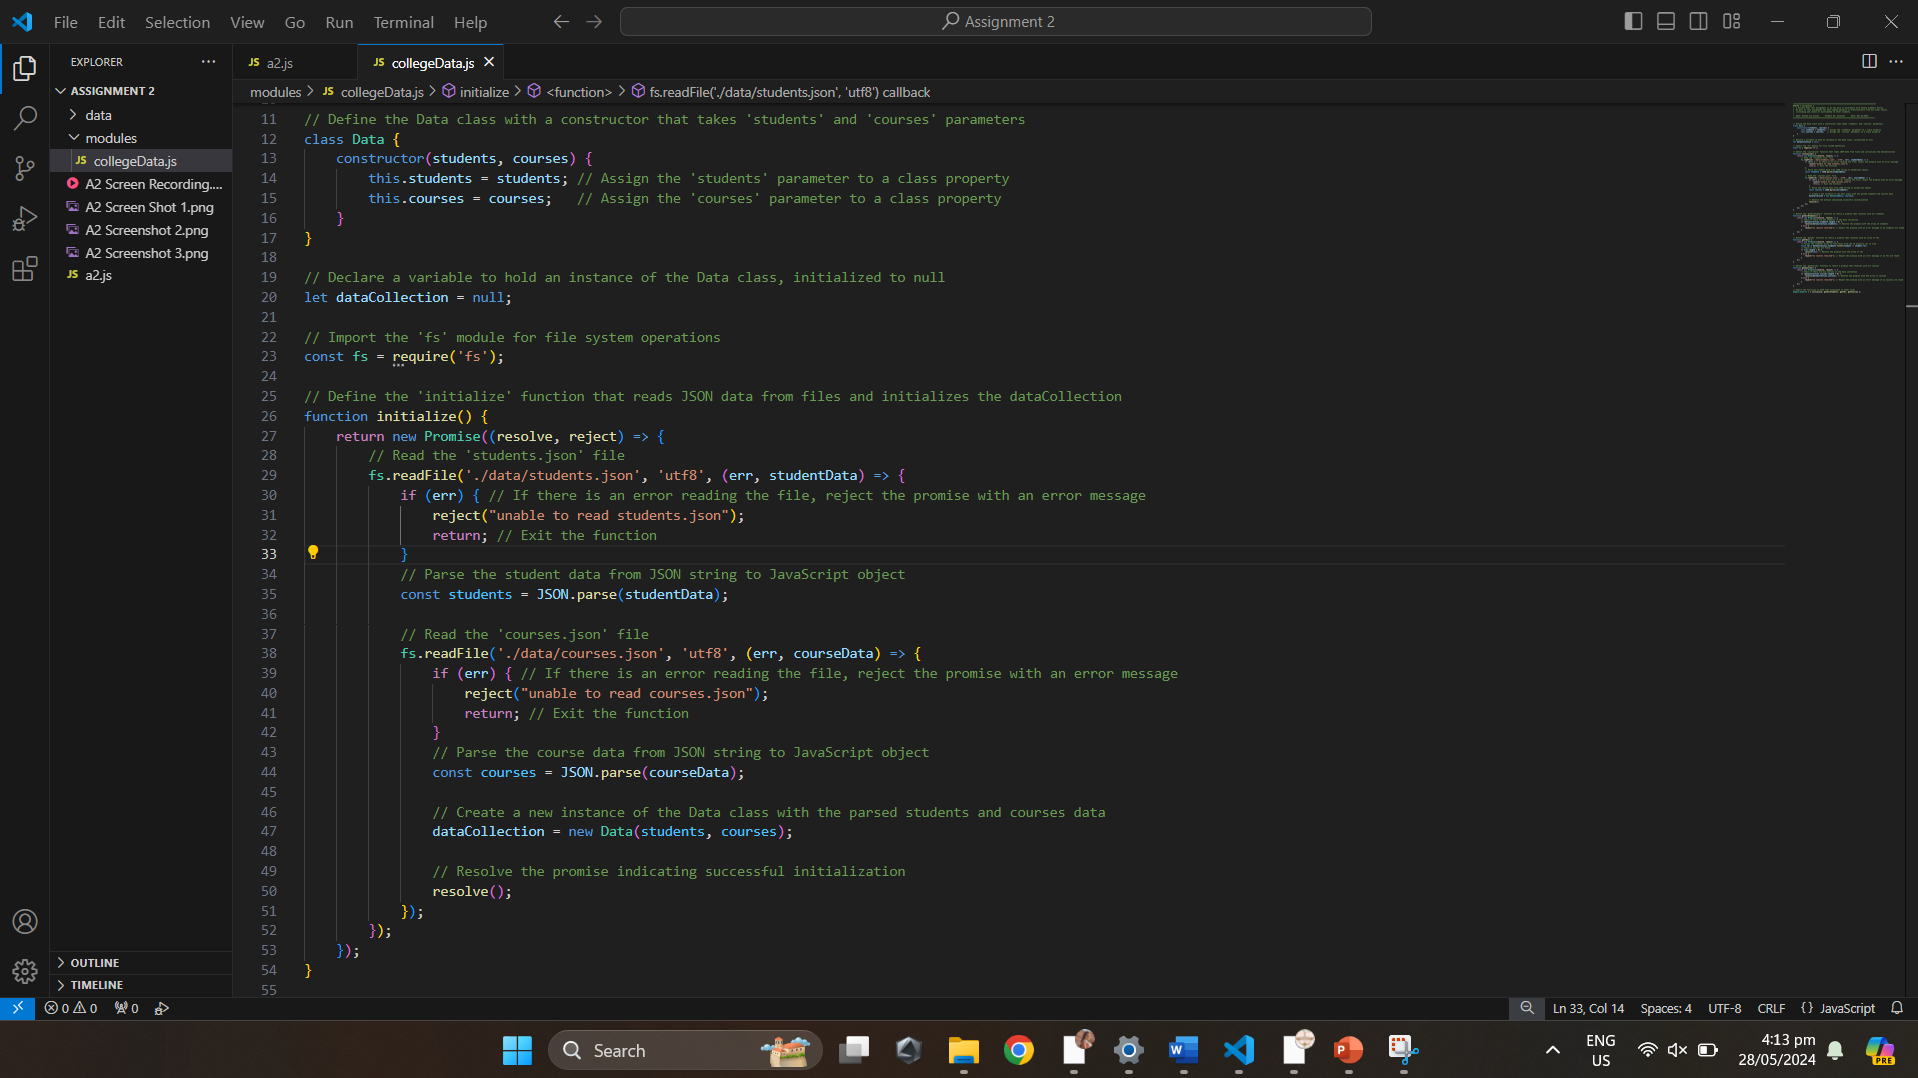 File Edit Selection View Go Run Terminal Help
Assignment 2
EXPLORER
ASSIGNMENT 2
data
modules
JS collegeData.js
A2 Screen Recording....
A2 Screen Shot 1.png
A2 Screenshot 2.png
A2 Screenshot 3.png
JS a2.js
OUTLINE
TIMELINE
JS a2.js
JS collegeData.js
modules > JS collegeData.js > initialize > <function> > fs.readFile('./data/students.json', 'utf8') callback
11 // Define the Data class with a constructor that takes 'students' and 'courses' parameters
12 class Data {
13 constructor(students, courses) {
14 this.students = students; // Assign the 'students' parameter to a class property
15 this.courses = courses; // Assign the 'courses' parameter to a class property
16 }
17 }
18
19 // Declare a variable to hold an instance of the Data class, initialized to null
20 let dataCollection = null;
21
22 // Import the 'fs' module for file system operations
23 const fs = require('fs');
24
25 // Define the 'initialize' function that reads JSON data from files and initializes the dataCollection
26 function initialize() {
27 return new Promise((resolve, reject) => {
28 // Read the 'students.json' file
29 fs.readFile('./data/students.json', 'utf8', (err, studentData) => {
30 if (err) { // If there is an error reading the file, reject the promise with an error message
31 reject("unable to read students.json");
32 return; // Exit the function
33 }
34 // Parse the student data from JSON string to JavaScript object
35 const students = JSON.parse(studentData);
36
37 // Read the 'courses.json' file
38 fs.readFile('./data/courses.json', 'utf8', (err, courseData) => {
39 if (err) { // If there is an error reading the file, reject the promise with an error message
40 reject("unable to read courses.json");
41 return; // Exit the function
42 }
43 // Parse the course data from JSON string to JavaScript object
44 const courses = JSON.parse(courseData);
45
46 // Create a new instance of the Data class with the parsed students and courses data
47 dataCollection = new Data(students, courses);
48
49 // Resolve the promise indicating successful initialization
50 resolve();
51 });
52 });
53 });
54 }
55
0 0 0
Ln 33, Col 14 Spaces: 4 UTF-8 CRLF {} JavaScript
Search
ENG
US
4:13 pm
28/05/2024
PRE